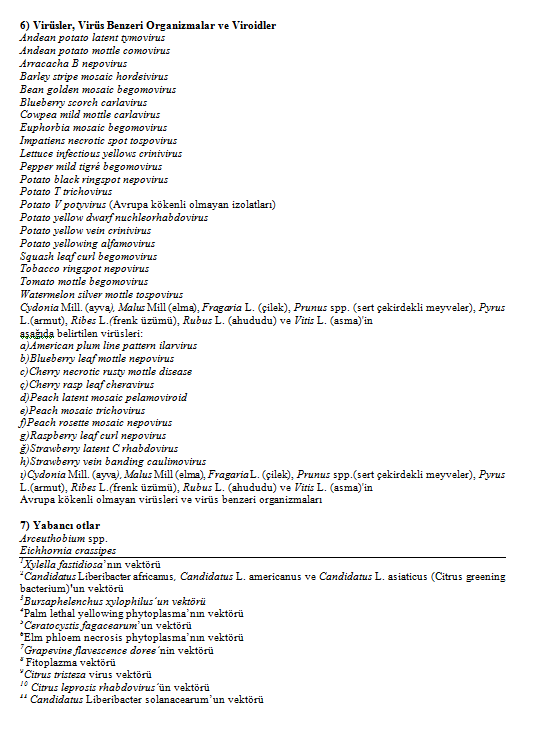 6) Virüsler, Virüs Benzeri Organizmalar ve Viroidler
Andean potato latent tymovirus
Andean potato mottle comovirus
Arracacha B nepovirus
Barley stripe mosaic hordeivirus
Bean golden mosaic begomovirus
Blueberry scorch carlavirus
Cowpea mild mottle carlavirus
Euphorbia mosaic begomovirus
Impatiens necrotic spot tospovirus
Lettuce infectious yellows crinivirus
Pepper mild tigré begomovirus
Potato black ringspot nepovirus
Potato T trichovirus
Potato V potyvirus (Avrupa kökenli olmayan izolatları)
Potato yellow dwarf nuchleorhabdovirus
Potato yellow vein crinivirus
Potato yellowing alfamovirus
Squash leaf curl begomovirus
Tobacco ringspot nepovirus
Tomato mottle begomovirus
Watermelon silver mottle tospovirus
Cydonia Mill. (ayva), Malus Mill (elma), Fragaria L. (çilek), Prunus spp. (sert çekirdekli meyveler), Pyrus
L.(armut), Ribes L.(frenk üzümü), Rubus L. (ahududu) ve Vitis L. (asma)'in
aşağıda belirtilen virüsleri:
a)American plum line pattern ilarvirus
b)Blueberry leaf mottle nepovirus
c)Cherry necrotic rusty mottle disease
ç)Cherry rasp leaf cheravirus
d)Peach latent mosaic pelamoviroid
e)Peach mosaic trichovirus
f)Peach rosette mosaic nepovirus
g)Raspberry leaf curl nepovirus
ğ)Strawberry latent C rhabdovirus
h)Strawberry vein banding caulimovirus
ı)Cydonia Mill. (ayva), Malus Mill (elma), Fragaria L. (çilek), Prunus spp.(sert çekirdekli meyveler), Pyrus
L.(armut), Ribes L.(frenk üzümü), Rubus L. (ahududu) ve Vitis L. (asma)'in
Avrupa kökenli olmayan virüsleri ve virüs benzeri organizmaları
7) Yabancı otlar
Arceuthobium spp.
Eichhornia crassipes
1Xylella fastidiosa’nın vektörü
2Candidatus Liberibacter africanus, Candidatus L. americanus ve Candidatus L. asiaticus (Citrus greening
bacterium)'un vektörü
3Bursaphelenchus xylophilus´un vektörü
4Palm lethal yellowing phytoplasma’nın vektörü
5Ceratocystis fagacearum’un vektörü
6Elm phloem necrosis phytoplasma’nın vektörü
7Grapevine flavescence doree´nin vektörü
8 Fitoplazma vektörü
9Citrus tristeza virus vektörü
10 Citrus leprosis rhabdovirus´ün vektörü
11 Candidatus Liberibacter solanacearum’un vektörü